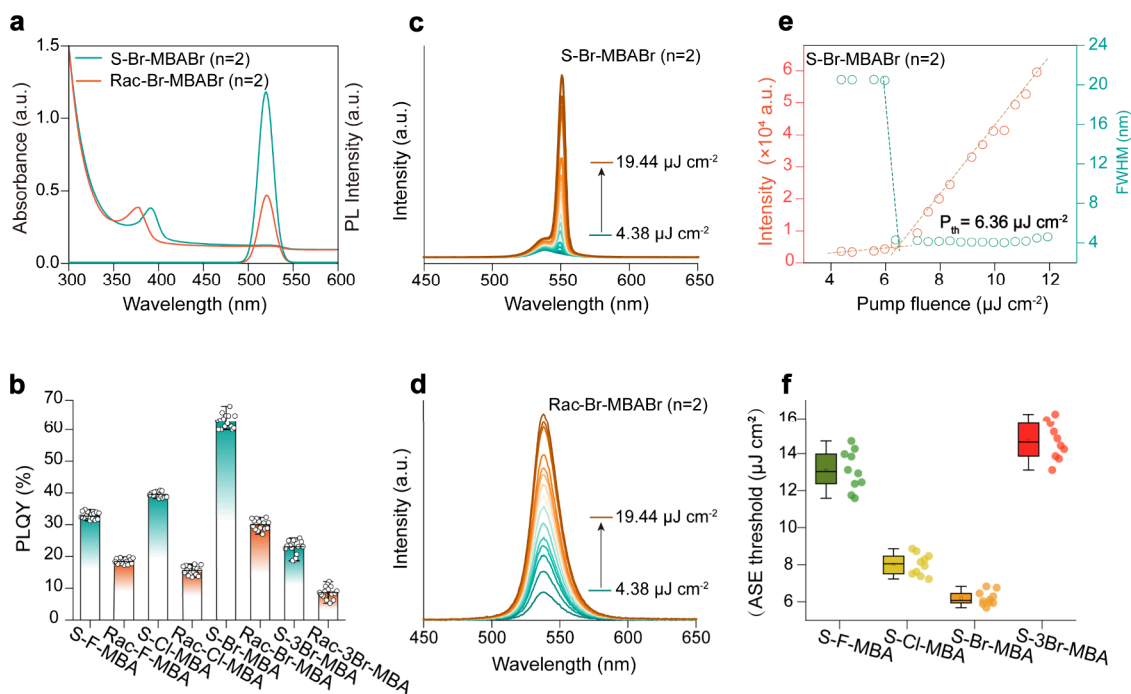 a
1.5
1.0
0.5
0.0
Absorbance (a.u.)
S-Br-MBABr (n=2)
Rac-Br-MBABr (n=2)
PL Intensity (a.u.)
300 350 400 450 500 550 600
Wavelength (nm)
c
S-Br-MBABr (n=2)
Intensity (a.u.)
19.44 µJ cm-2
4.38 µJ cm-2
450 500 550 600 650
Wavelength (nm)
e
S-Br-MBABr (n=2)
Intensity (×10⁴ a.u.)
6
5
4
3
2
1
0
24
20
16
12
8
4
0
FWHM (nm)
Pth= 6.36 µJ cm-2
4 6 8 10 12
Pump fluence (µJ cm-2)
b
PLQY (%)
70
60
50
40
30
20
10
0
S-F-MBA
Rac-F-MBA
S-Cl-MBA
Rac-Cl-MBA
S-Br-MBA
Rac-Br-MBA
S-3Br-MBA
Rac-3Br-MBA
d
Rac-Br-MBABr (n=2)
Intensity (a.u.)
19.44 µJ cm-2
4.38 µJ cm-2
450 500 550 600 650
Wavelength (nm)
f
(ASE threshold (µJ cm-2)
16
14
12
8
6
S-F-MBA
S-Cl-MBA
S-Br-MBA
S-3Br-MBA